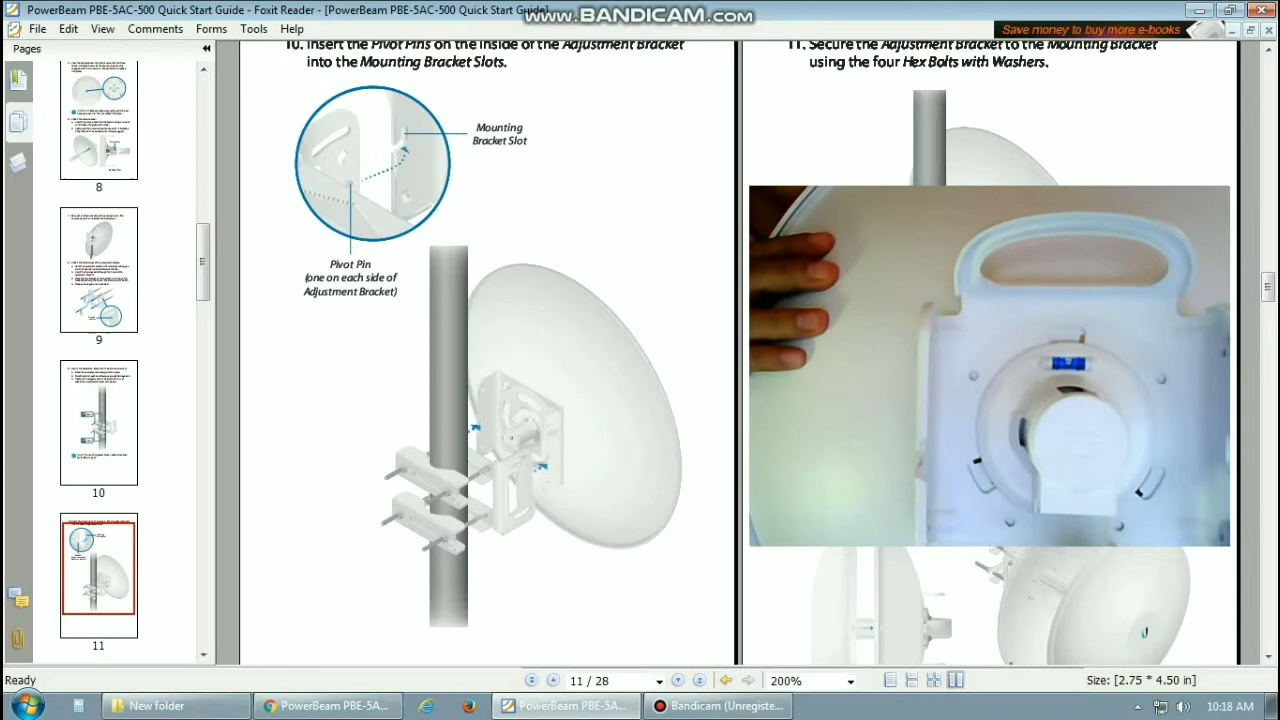 PowerBeam PBE-5AC-500 Quick Start Guide - Foxit Reader - [PowerBeam PBE-5AC-500 Quick Start Guide]
www.BANDICAM.com
File Edit View Comments Forms Tools Help
Save money to buy more e-books
Pages
8
9
10
11
10. Insert the Pivot Pins on the inside of the Adjustment Bracket
into the Mounting Bracket Slots.
Mounting
Bracket Slot
Pivot Pin
(one on each side of
Adjustment Bracket)
11. Secure the Adjustment Bracket to the Mounting Bracket
using the four Hex Bolts with Washers.
Ready
11 / 28
200%
Size: [2.75 * 4.50 in]
New folder
PowerBeam PBE-5A...
PowerBeam PBE-5A...
Bandicam (Unregiste...
10:18 AM